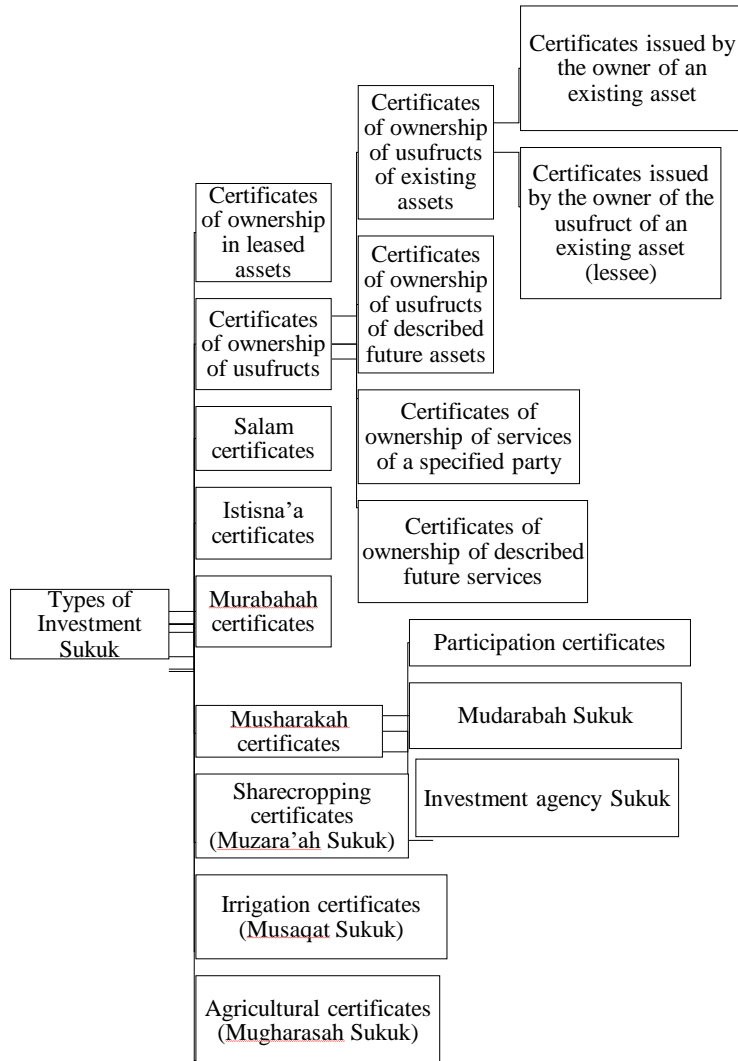 Types of
Investment
Sukuk
Certificates
of ownership
in leased
assets
Certificates
of ownership
of usufructs
Certificates
of ownership
of usufructs
of existing
assets
Certificates issued by
the owner of an
existing asset
Certificates issued
by the owner of the
usufruct of an
existing asset
(lessee)
Certificates
of ownership
of usufructs
of described
future assets
Certificates of
ownership of services
of a specified party
Certificates of
ownership of described
future services
Salam
certificates
Istisna’a
certificates
Murabahah
certificates
Musharakah
certificates
Participation certificates
Mudarabah Sukuk
Investment agency Sukuk
Sharecropping
certificates
(Muzara’ah Sukuk)
Irrigation certificates
(Musaqat Sukuk)
Agricultural certificates
(Mugharasah Sukuk)